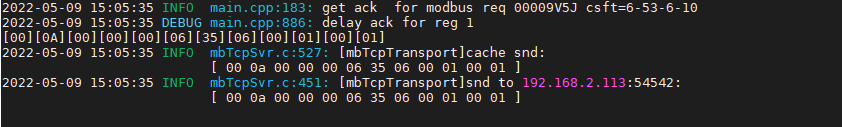 2022-05-09 15:05:35 INFO  main.cpp:183: get ack  for modbus req 00009V5J csft=6-53-6-10
2022-05-09 15:05:35 DEBUG main.cpp:886: delay ack for reg 1
[00][0A][00][00][00][06][35][06][00][01][00][01]
2022-05-09 15:05:35 INFO  mbTcpSvr.c:527: [mbTcpTransport]cache snd:
[ 00 0a 00 00 00 06 35 06 00 01 00 01 ]
2022-05-09 15:05:35 INFO  mbTcpSvr.c:451: [mbTcpTransport]snd to 192.168.2.113:54542:
[ 00 0a 00 00 00 06 35 06 00 01 00 01 ]